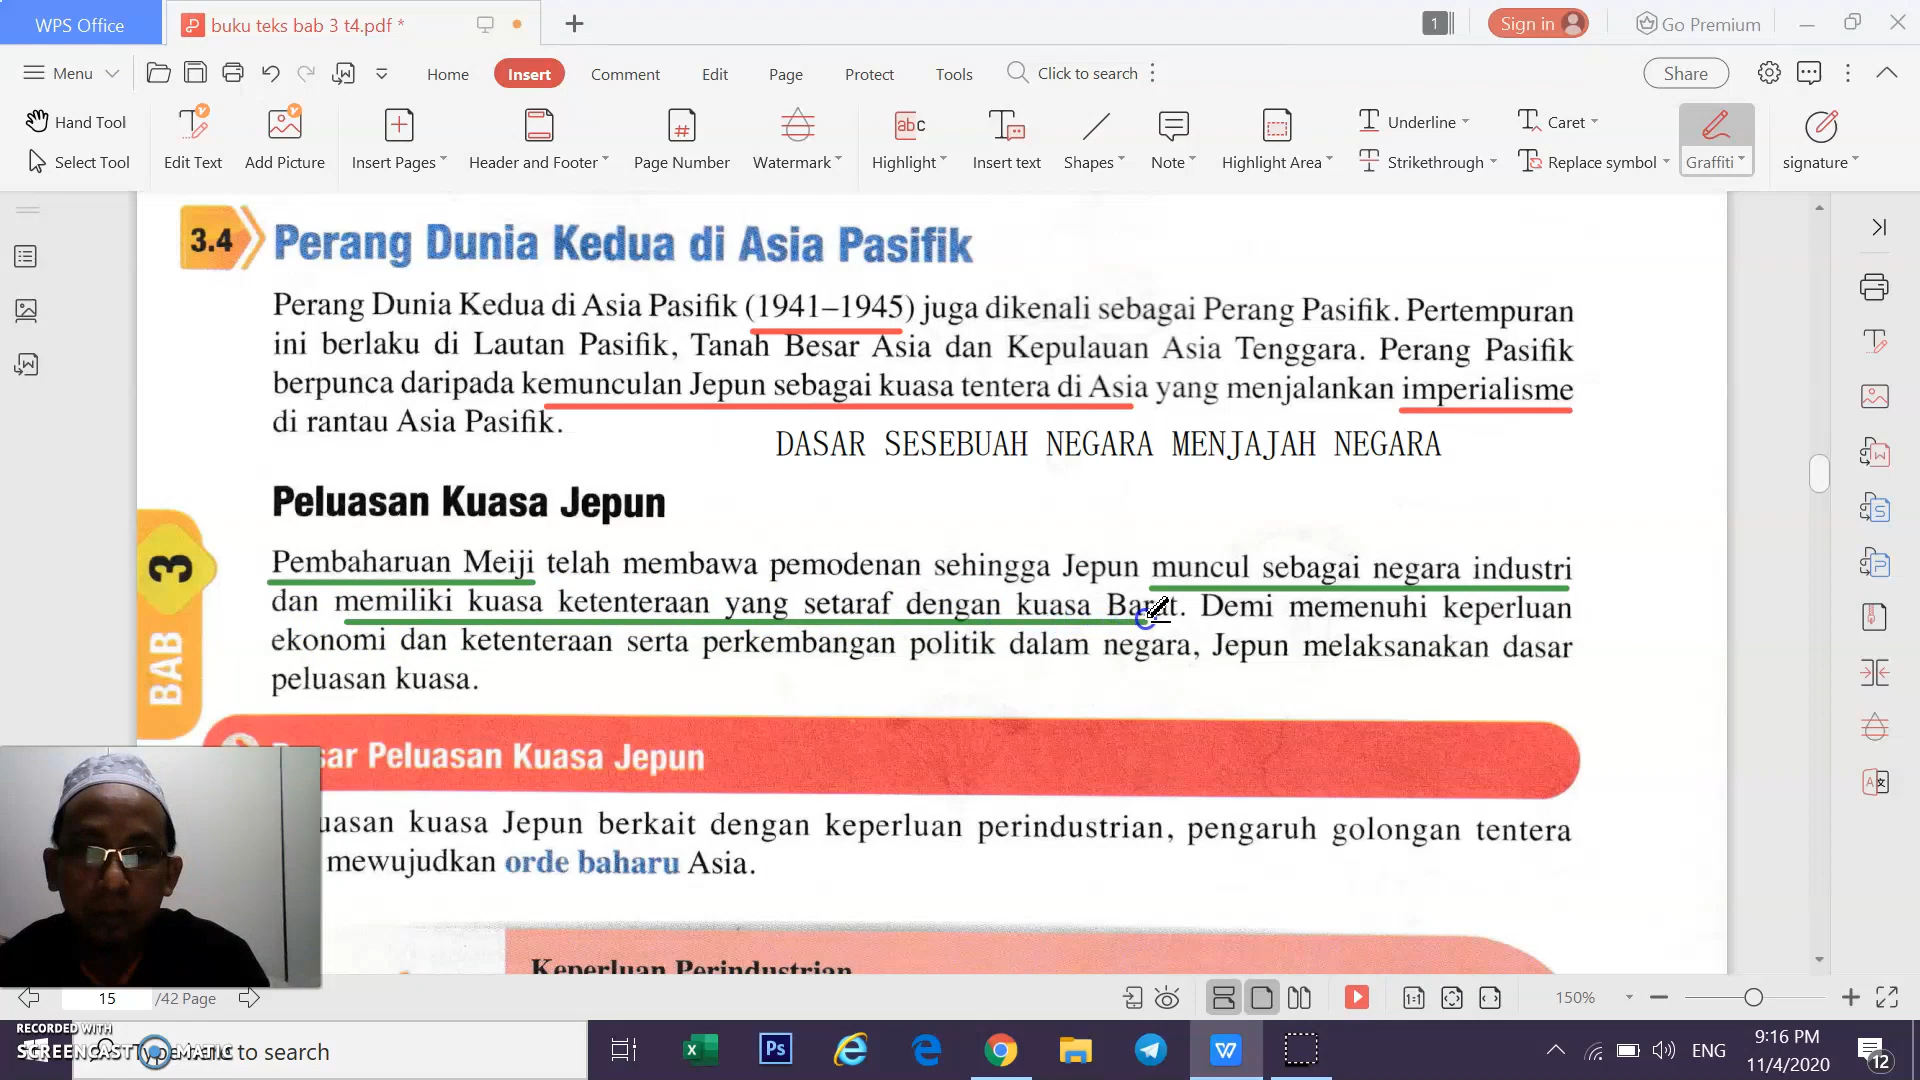 WPS Office
buku teks bab 3 t4.pdf *
1
Sign in
Go Premium
Menu
Home
Insert
Comment
Edit
Page
Protect
Tools
Click to search
Share
Hand Tool
Select Tool
Edit Text
Add Picture
Insert Pages
Header and Footer
Page Number
Watermark
Highlight
Insert text
Shapes
Note
Highlight Area
Underline
Strikethrough
Caret
Replace symbol
Graffiti
signature
3.4 Perang Dunia Kedua di Asia Pasifik
Perang Dunia Kedua di Asia Pasifik (1941–1945) juga dikenali sebagai Perang Pasifik. Pertempuran
ini berlaku di Lautan Pasifik, Tanah Besar Asia dan Kepulauan Asia Tenggara. Perang Pasifik
berpunca daripada kemunculan Jepun sebagai kuasa tentera di Asia yang menjalankan imperialisme
di rantau Asia Pasifik.
DASAR SESEBUAH NEGARA MENJAJAH NEGARA
Peluasan Kuasa Jepun
Pembaharuan Meiji telah membawa pemodenan sehingga Jepun muncul sebagai negara industri
dan memiliki kuasa ketenteraan yang setaraf dengan kuasa Barat. Demi memenuhi keperluan
ekonomi dan ketenteraan serta perkembangan politik dalam negara, Jepun melaksanakan dasar
peluasan kuasa.
BAB 3
sar Peluasan Kuasa Jepun
uasan kuasa Jepun berkait dengan keperluan perindustrian, pengaruh golongan tentera
mewujudkan orde baharu Asia.
Keperluan Perindustrian
15
/42 Page
150%
RECORDED WITH
SCREENCAST MATIC
Type here to search
ENG
9:16 PM
11/4/2020
12